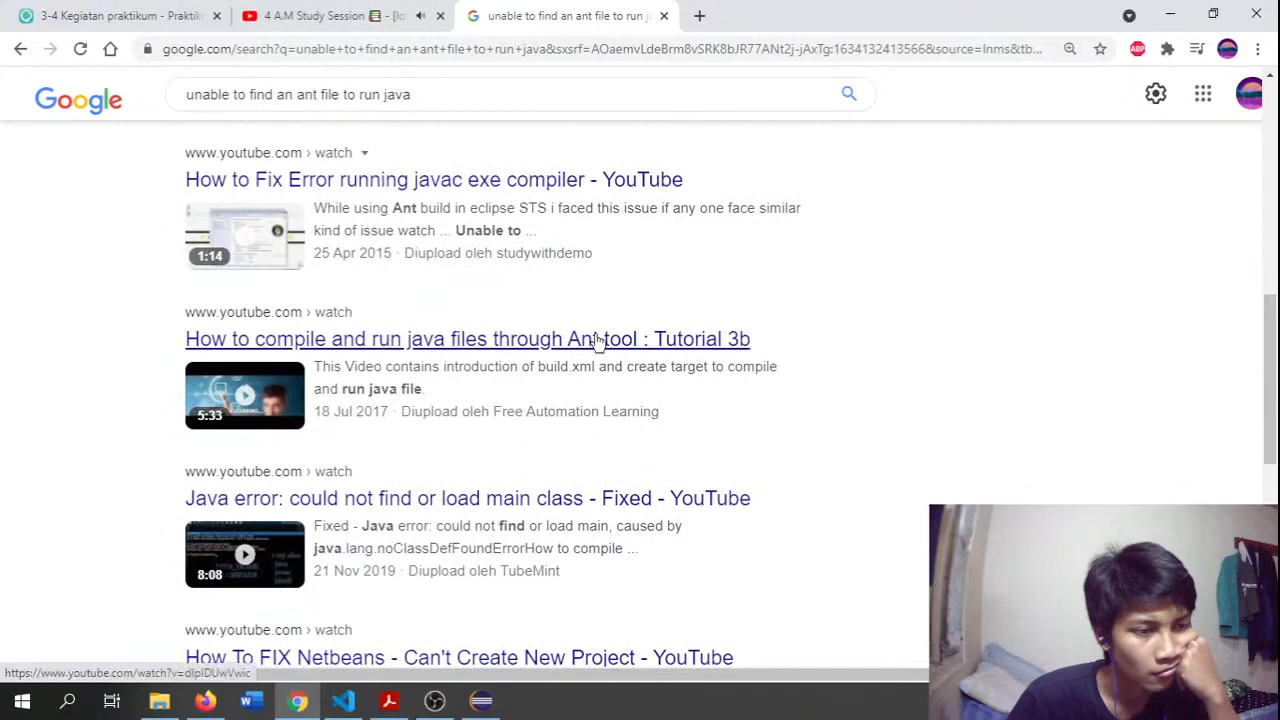 3-4 Kegiatan praktikum - Prakti
4 A.M Study Session
unable to find an ant file to run j
google.com/search?q=unable+to+find+an+ant+file+to+run+java&sxsrf=AOaemvLdeBrm8vSRK8bJR77ANt2j-jAxTg:1634132413566&source=lnms&tb...
ABP
Google
unable to find an ant file to run java
www.youtube.com › watch
How to Fix Error running javac exe compiler - YouTube
While using Ant build in eclipse STS i faced this issue if any one face similar
kind of issue watch ... Unable to ...
1:14
25 Apr 2015 · Diupload oleh studywithdemo
www.youtube.com › watch
How to compile and run java files through Ant tool : Tutorial 3b
This Video contains introduction of build.xml and create target to compile
and run java file.
5:33
18 Jul 2017 · Diupload oleh Free Automation Learning
www.youtube.com › watch
Java error: could not find or load main class - Fixed - YouTube
Fixed - Java error: could not find or load main, caused by
java.lang.noClassDefFoundErrorHow to compile ...
8:08
21 Nov 2019 · Diupload oleh TubeMint
www.youtube.com › watch
How To FIX Netbeans - Can't Create New Project - YouTube